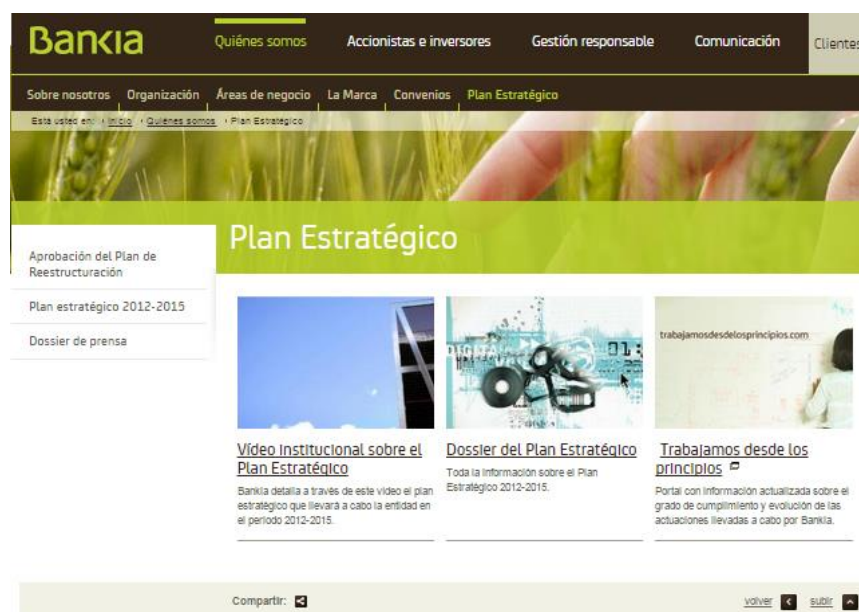 Bankia
Quiénes somos Accionistas e inversores Gestión responsable Comunicación Clientes
Sobre nosotros Organización Áreas de negocio La Marca Convenios Plan Estratégico
Está usted en: Inicio Quiénes somos Plan Estratégico
Plan Estratégico
Aprobación del Plan de
Reestructuración
Plan estratégico 2012-2015
Dossier de prensa
DIGITA
01:
trabajamosdesdelosprincipios.com
Vídeo institucional sobre el
Plan Estratégico
Bankia detalla a través de este vídeo el plan
estratégico que llevará a cabo la entidad en
el periodo 2012-2015.
Dossier del Plan Estratégico
Toda la información sobre el Plan
Estratégico 2012-2015.
Trabajamos desde los
principios
Portal con información actualizada sobre el
grado de cumplimiento y evolución de las
actuaciones llevadas a cabo por Bankia.
Compartir:
volver subir